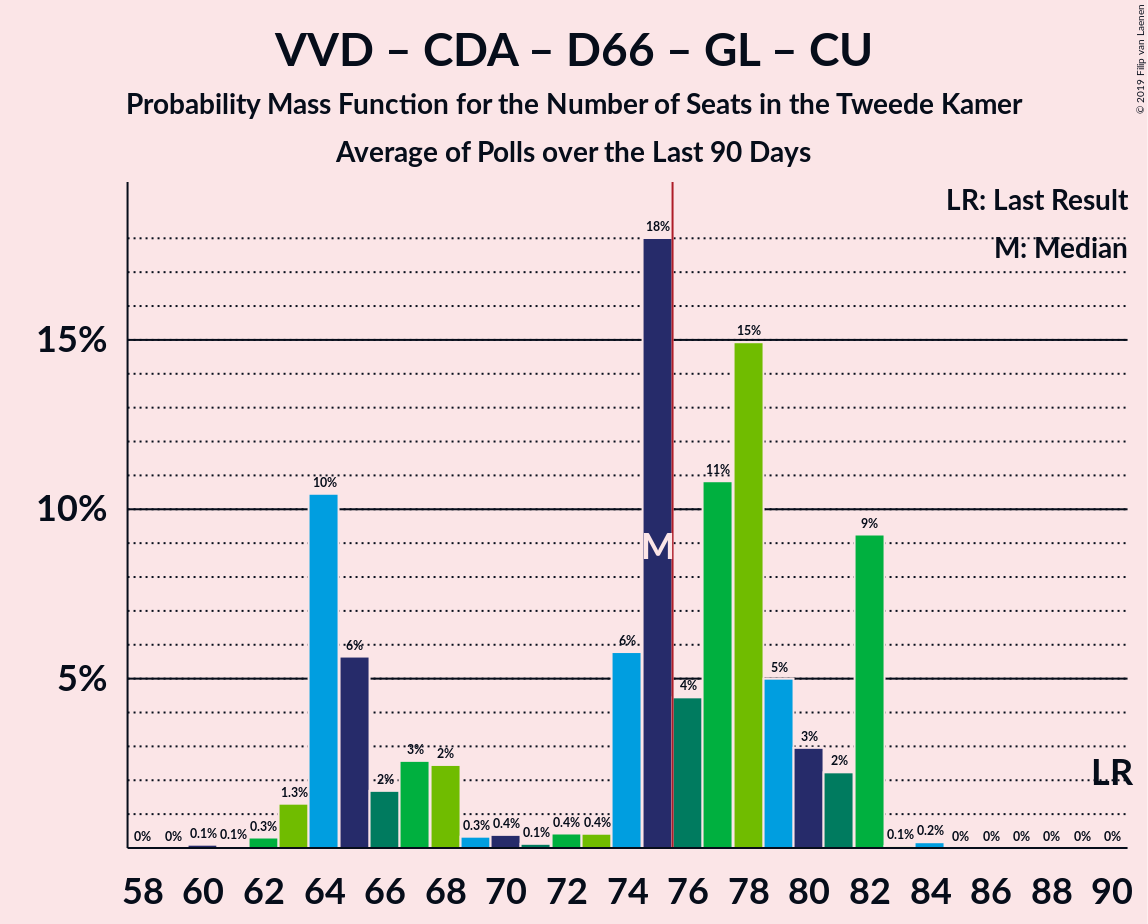 VVD – CDA – D66 – GL – CU
Probability Mass Function for the Number of Seats in the Tweede Kamer
Average of Polls over the Last 90 Days
© 2019 Filip van Laenen
LR: Last Result
M: Median
15%
10%
5%
0% 0% 0.1% 0.1% 0.3% 1.3% 10% 6% 2% 3% 2% 0.3% 0.4% 0.1% 0.4% 0.4% 6% 18% 4% 11% 15% 5% 3% 2% 9% 0.1% 0.2% 0% 0% 0% 0% 0% 0%
M
LR
58 60 62 64 66 68 70 72 74 76 78 80 82 84 86 88 90